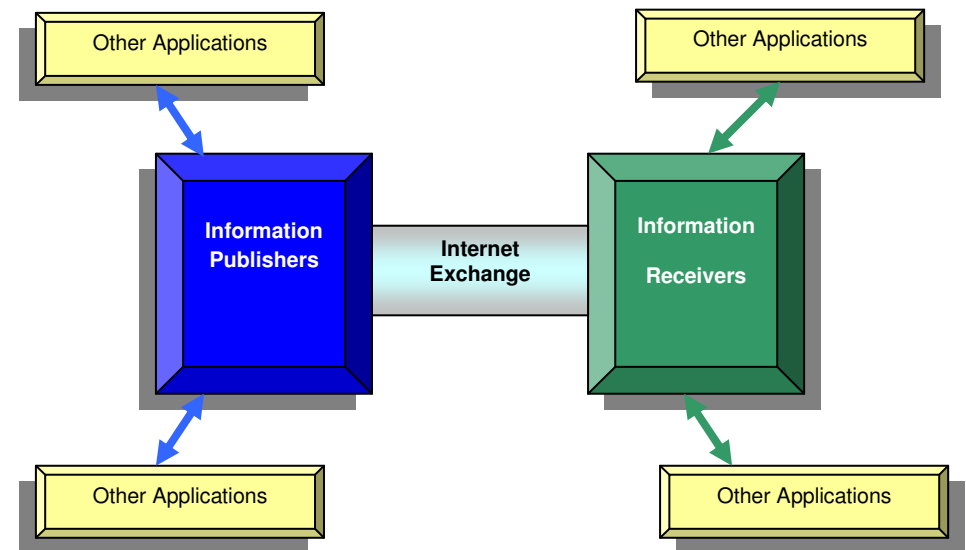 Other Applications
Other Applications
Information
Publishers
Internet
Exchange
Information
Receivers
Other Applications
Other Applications